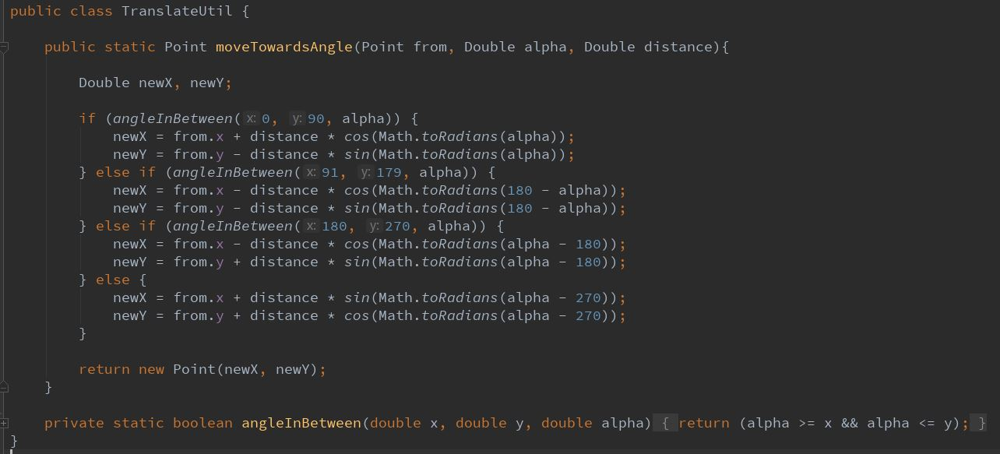 public class TranslateUtil {
public static Point moveTowardsAngle(Point from, Double alpha, Double distance){
Double newX, newY;
if (angleInBetween( x: 0, y: 90, alpha)) {
newX = from.x + distance * cos(Math.toRadians(alpha));
newY = from.y - distance * sin(Math.toRadians(alpha));
} else if (angleInBetween( x: 91, y: 179, alpha)) {
newX = from.x - distance * cos(Math.toRadians(180 - alpha));
newY = from.y - distance * sin(Math.toRadians(180 - alpha));
} else if (angleInBetween( x: 180, y: 270, alpha)) {
newX = from.x - distance * cos(Math.toRadians(alpha - 180));
newY = from.y + distance * sin(Math.toRadians(alpha - 180));
} else {
newX = from.x + distance * sin(Math.toRadians(alpha - 270));
newY = from.y + distance * cos(Math.toRadians(alpha - 270));
}
return new Point(newX, newY);
}
private static boolean angleInBetween(double x, double y, double alpha) { return (alpha >= x && alpha <= y); }
}